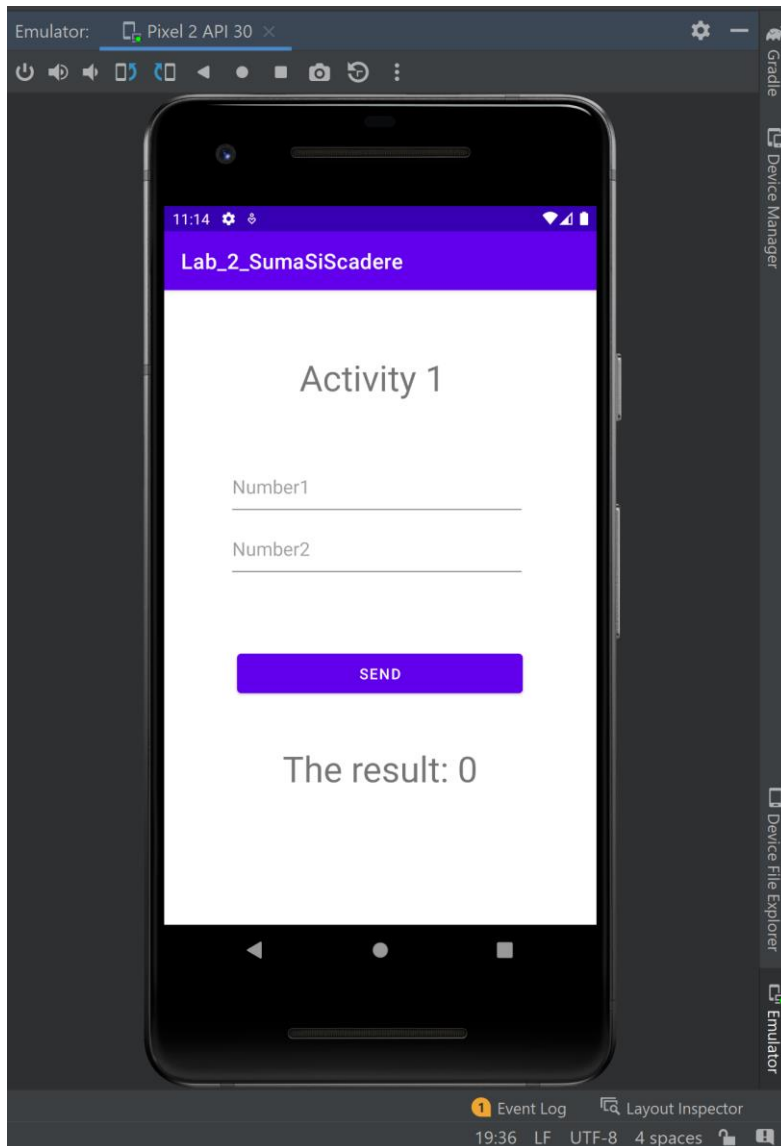 Emulator: Pixel 2 API 30
Gradle
Device Manager
11:14
Lab_2_SumaSiScadere
Activity 1
Number1
Number2
SEND
The result: 0
Device File Explorer
Emulator
1 Event Log Layout Inspector
19:36 LF UTF-8 4 spaces